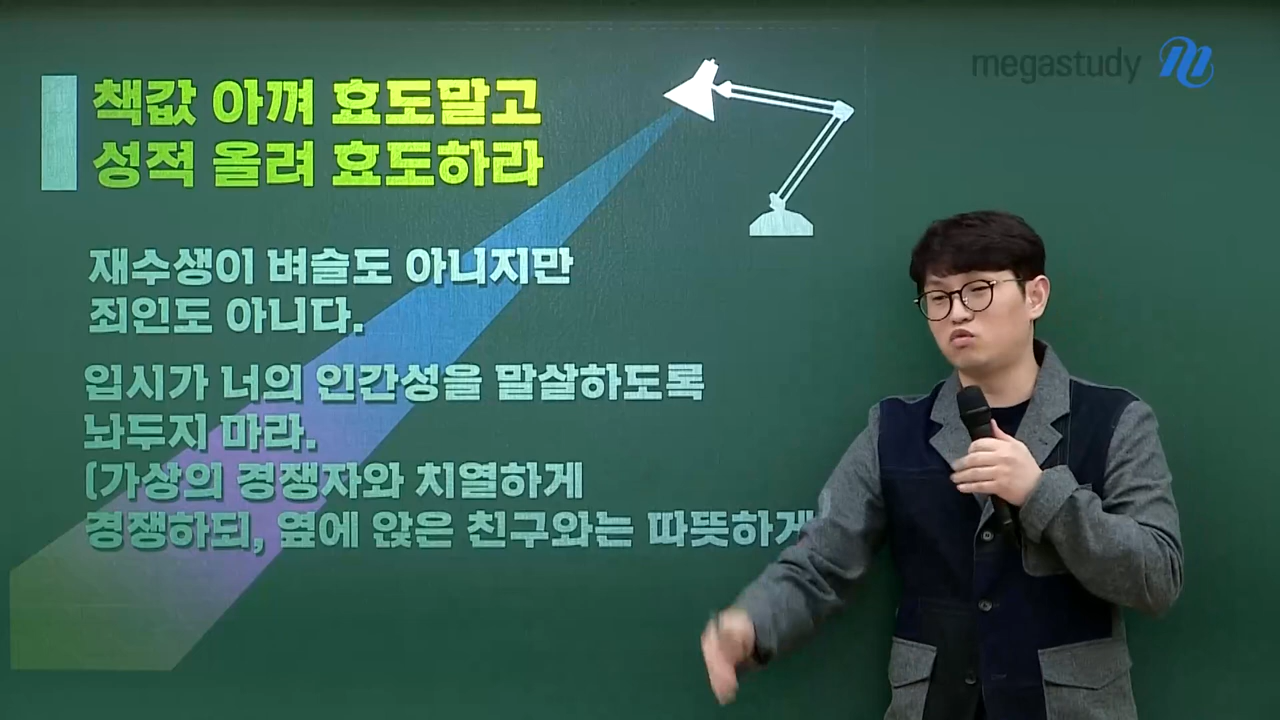 megastudy
책값 아껴 효도말고
성적 올려 효도하라
재수생이 벼슬도 아니지만
죄인도 아니다.
입시가 너의 인간성을 말살하도록
놔두지 마라.
(가상의 경쟁자와 치열하게
경쟁하되, 옆에 앉은 친구와는 따뜻하게